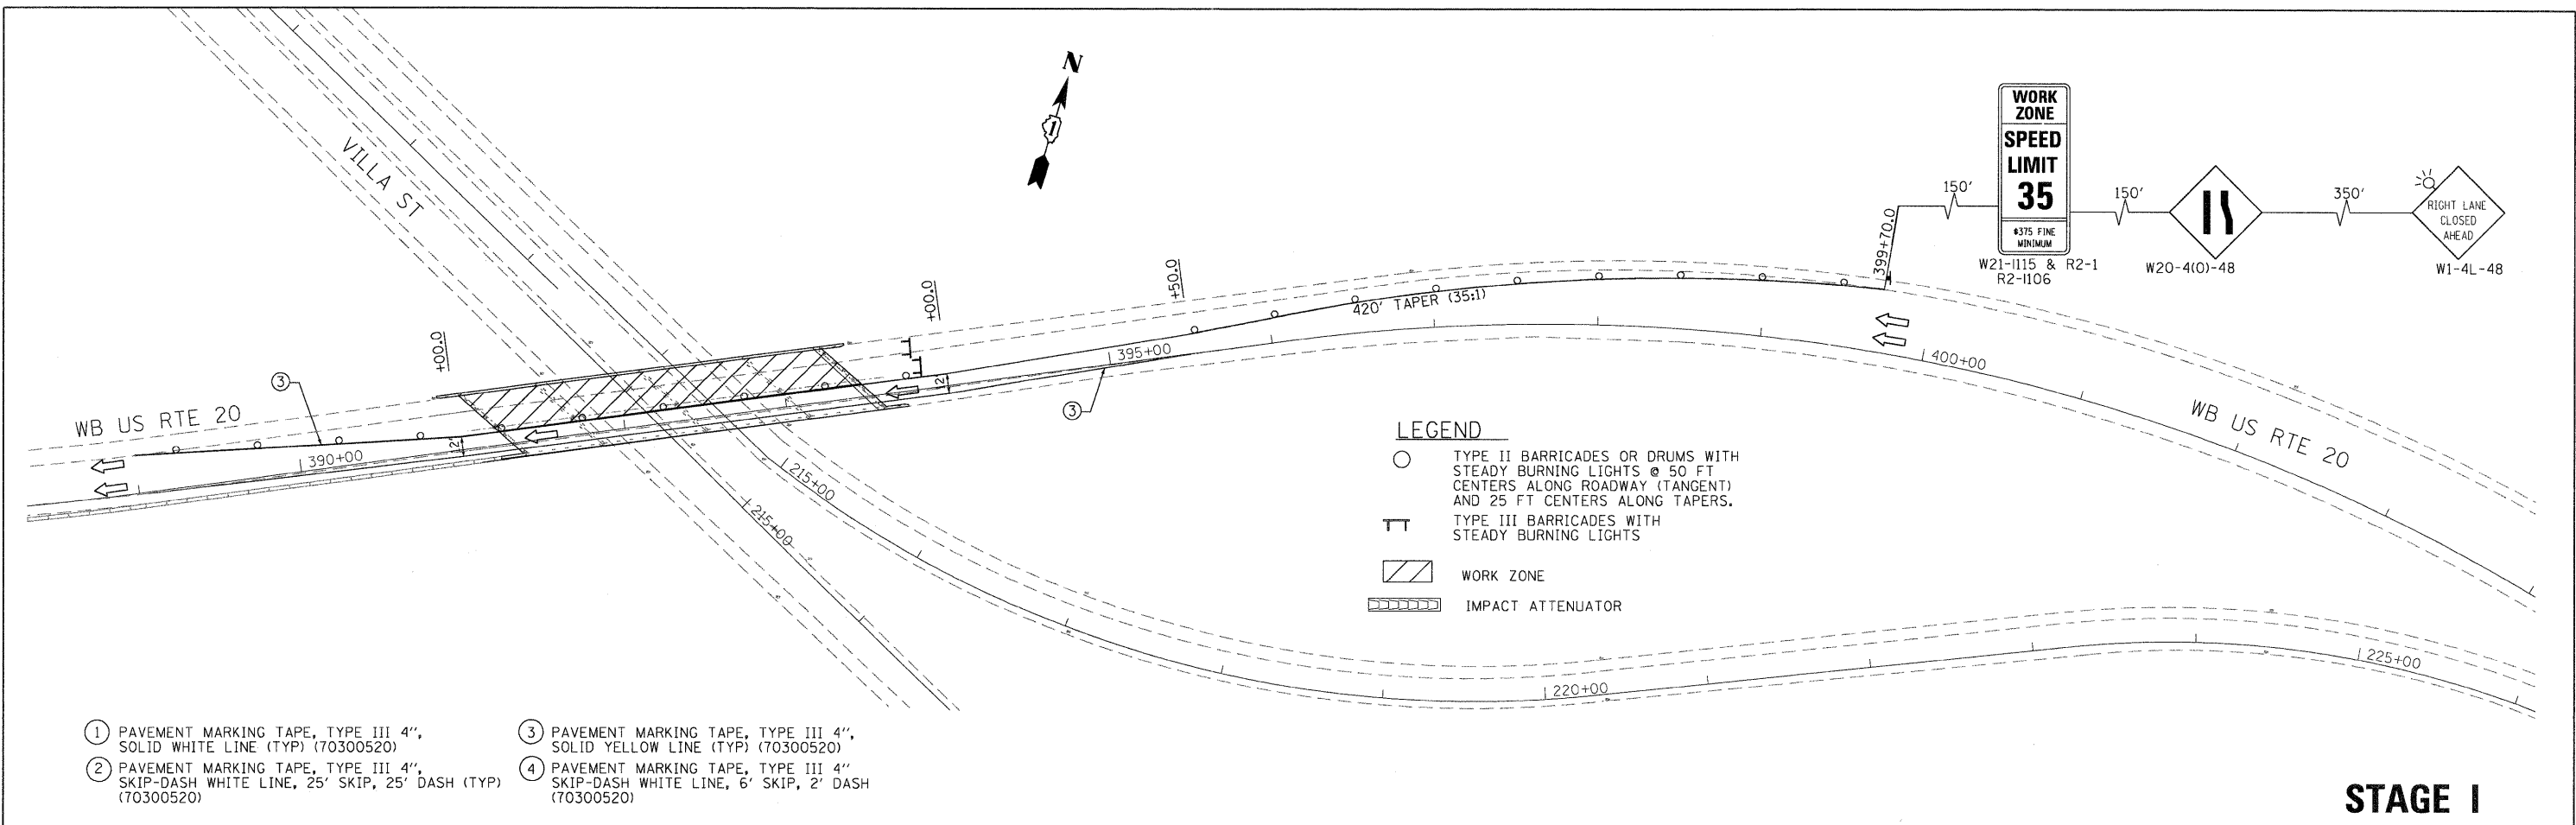 N
1
WORK
ZONE
SPEED
LIMIT
35
$375 FINE
MINIMUM
W21-I115 & R2-1
R2-I106
150'
150'
W20-4(O)-48
350'
RIGHT LANE
CLOSED
AHEAD
W1-4L-48
399+70.0
VILLA ST
+00.0
+00.0
+50.0
420' TAPER (35:1)
395+00
400+00
3
12'
3
WB US RTE 20
12'
390+00
WB US RTE 20
215+00
215+00
220+00
225+00
LEGEND
TYPE II BARRICADES OR DRUMS WITH
STEADY BURNING LIGHTS @ 50 FT
CENTERS ALONG ROADWAY (TANGENT)
AND 25 FT CENTERS ALONG TAPERS.
TYPE III BARRICADES WITH
STEADY BURNING LIGHTS
WORK ZONE
IMPACT ATTENUATOR
1 PAVEMENT MARKING TAPE, TYPE III 4",
SOLID WHITE LINE (TYP) (70300520)
2 PAVEMENT MARKING TAPE, TYPE III 4",
SKIP-DASH WHITE LINE, 25' SKIP, 25' DASH (TYP)
(70300520)
3 PAVEMENT MARKING TAPE, TYPE III 4",
SOLID YELLOW LINE (TYP) (70300520)
4 PAVEMENT MARKING TAPE, TYPE III 4"
SKIP-DASH WHITE LINE, 6' SKIP, 2' DASH
(70300520)
STAGE I